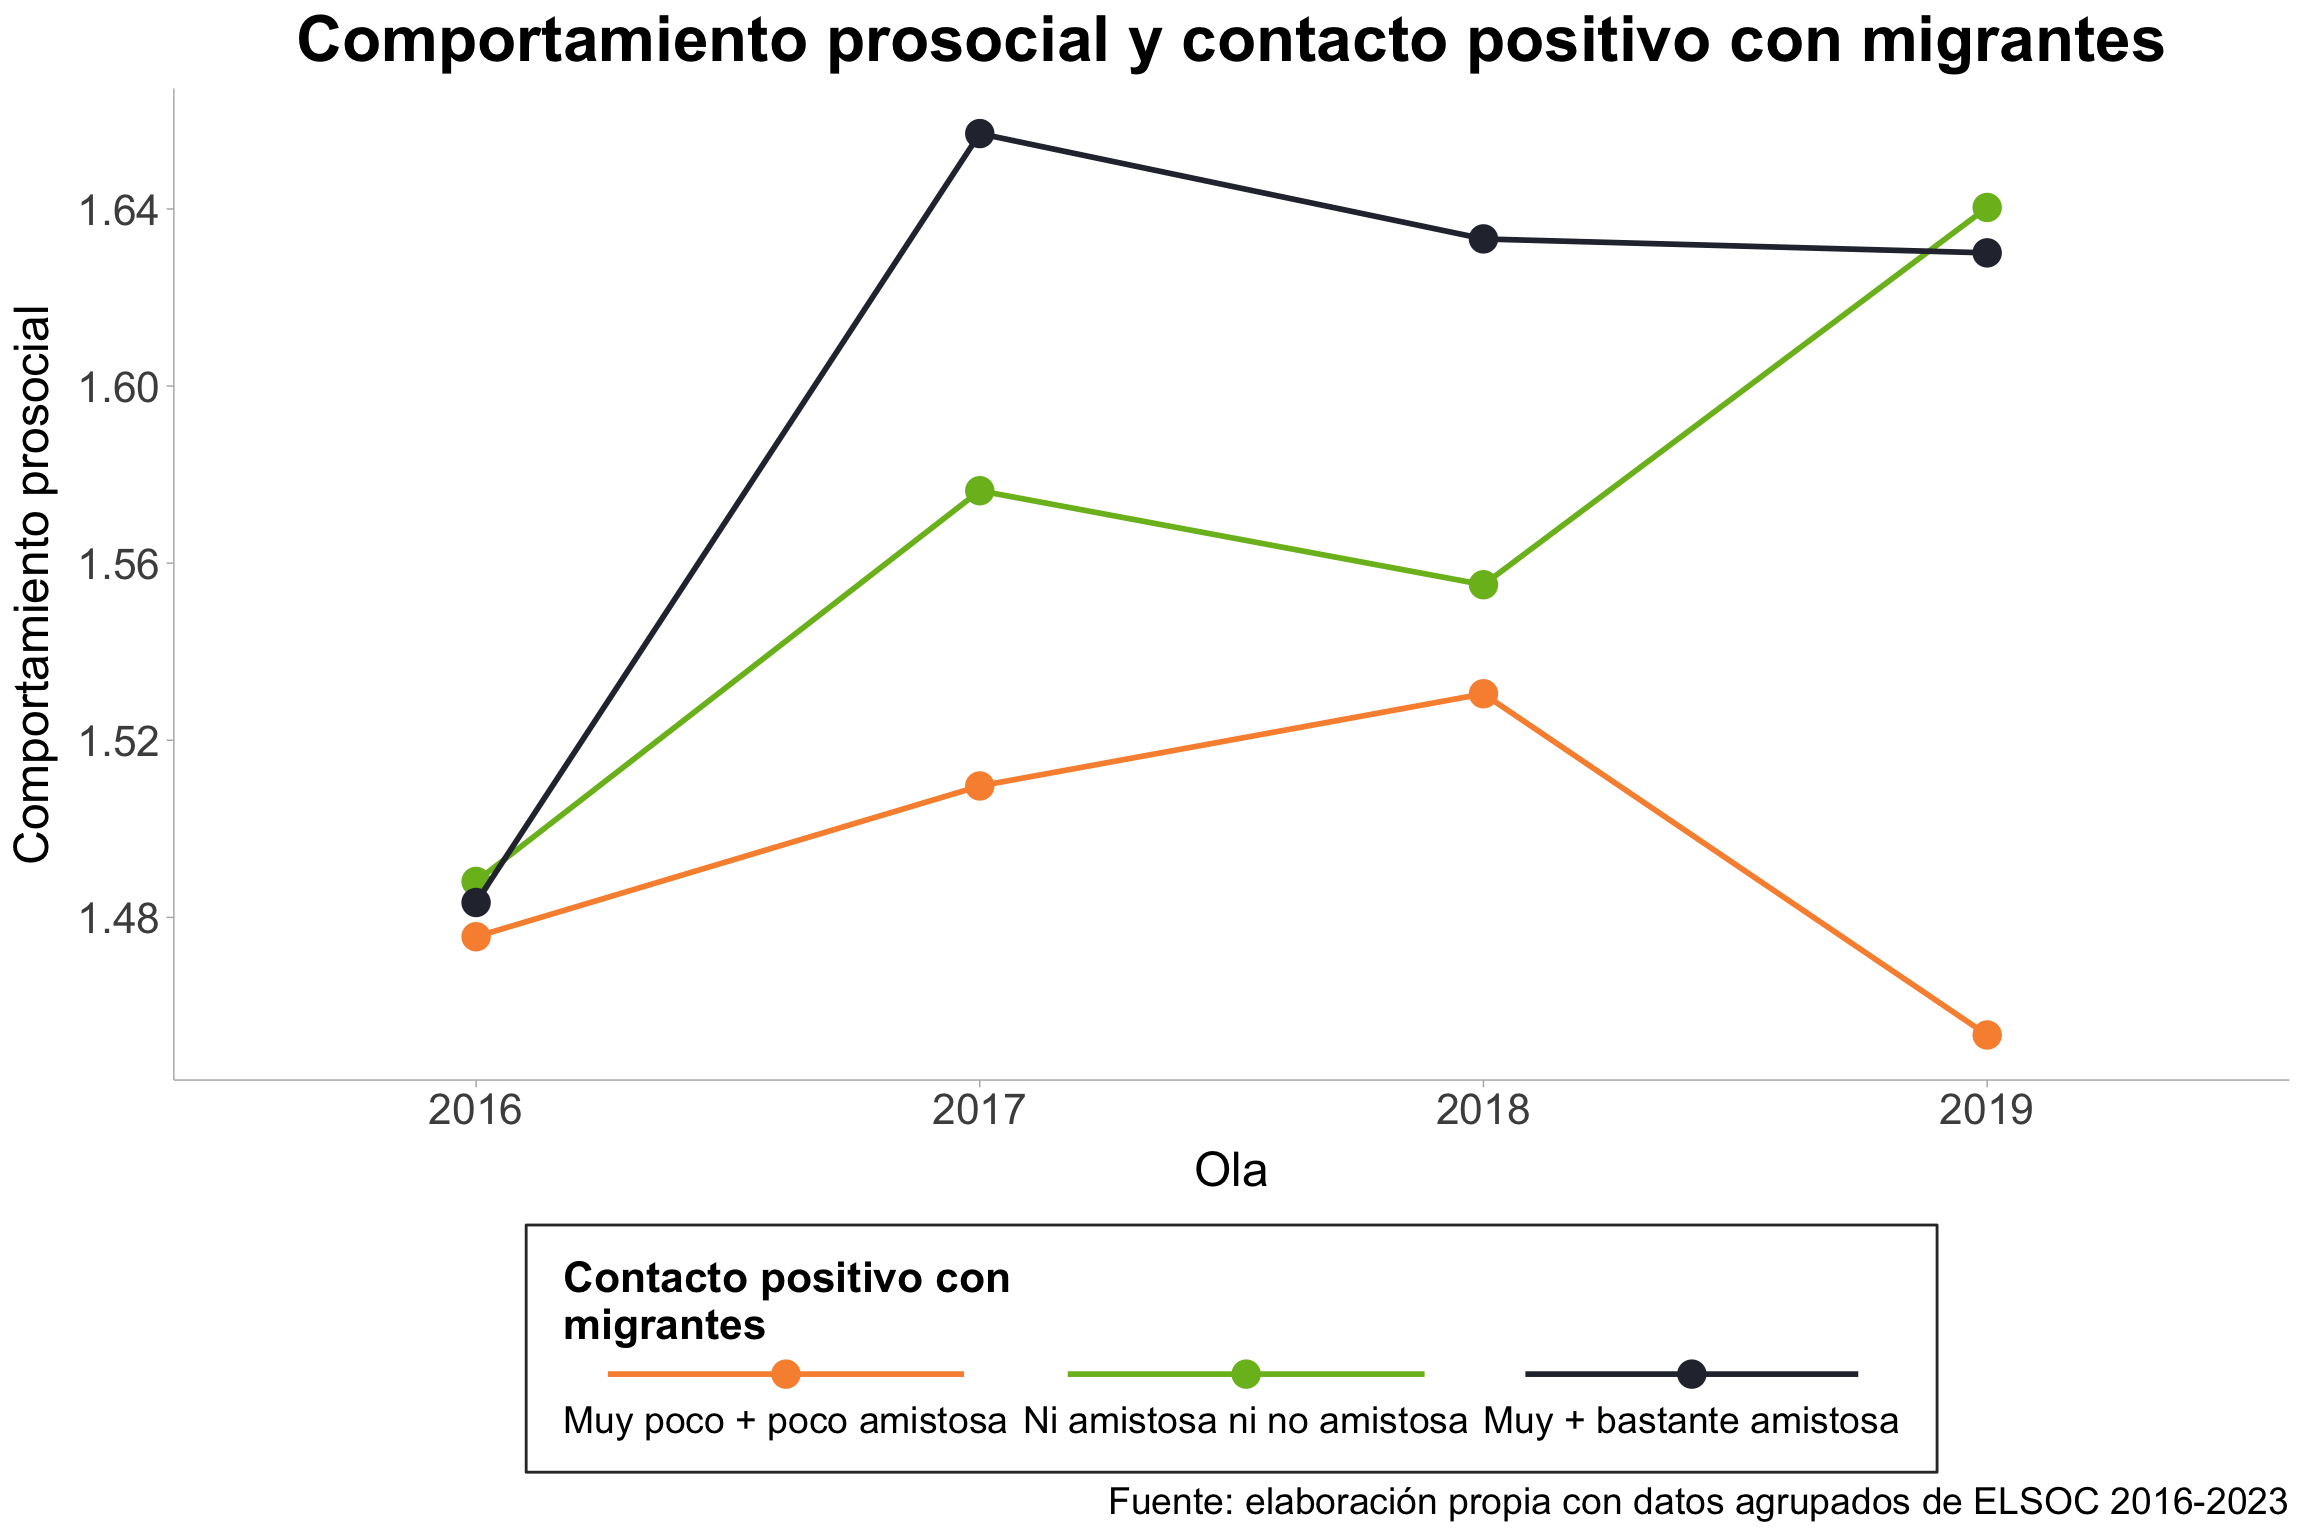 Comportamiento prosocial y contacto positivo con migrantes
Comportamiento prosocial
1.64
1.60
1.56
1.52
1.48
2016 2017 2018 2019
Ola
Contacto positivo con
migrantes
Muy poco + poco amistosa Ni amistosa ni no amistosa Muy + bastante amistosa
Fuente: elaboración propia con datos agrupados de ELSOC 2016-2023